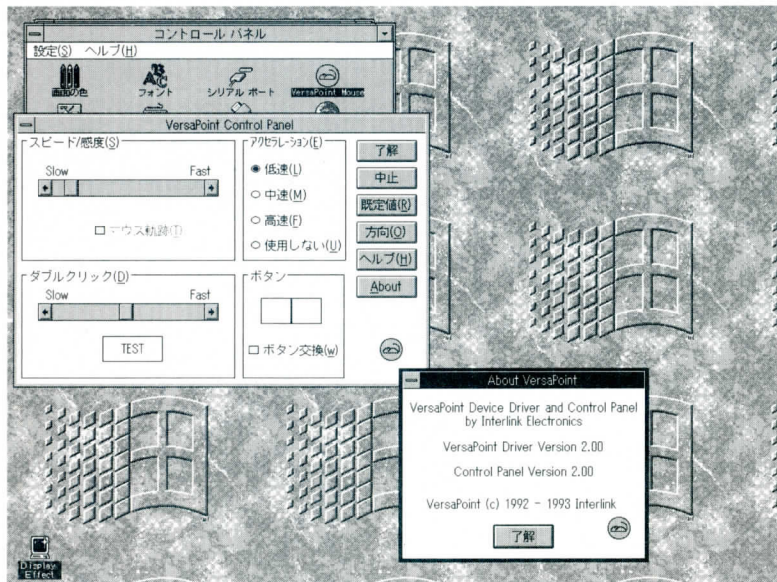 コントロール パネル
設定(S) ヘルプ(H)
画面の色
フォント
シリアル ポート
VersaPoint Mouse
VersaPoint Control Panel
スピード/感度(S)
Slow Fast
マウス軌跡(T)
アクセラレーション(E)
低速(L)
中速(M)
高速(F)
使用しない(U)
了解
中止
既定値(R)
方向(O)
ヘルプ(H)
About
ダブルクリック(D)
Slow Fast
TEST
ボタン
ボタン交換(w)
About VersaPoint
VersaPoint Device Driver and Control Panel
by Interlink Electronics
VersaPoint Driver Version 2.00
Control Panel Version 2.00
VersaPoint (c) 1992 - 1993 Interlink
了解
Display
Effect